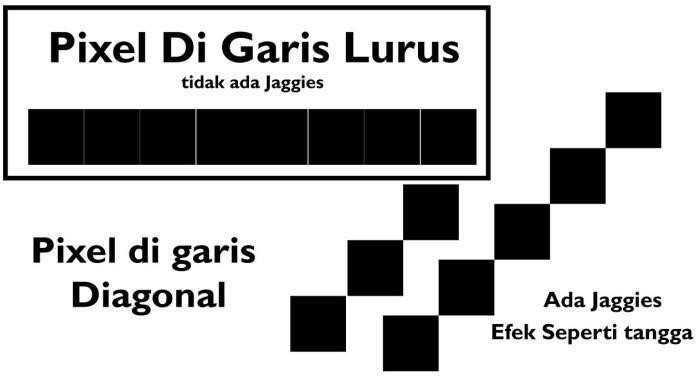 Pixel Di Garis Lurus
tidak ada Jaggies
Pixel di garis
Diagonal
Ada Jaggies
Efek Seperti tangga